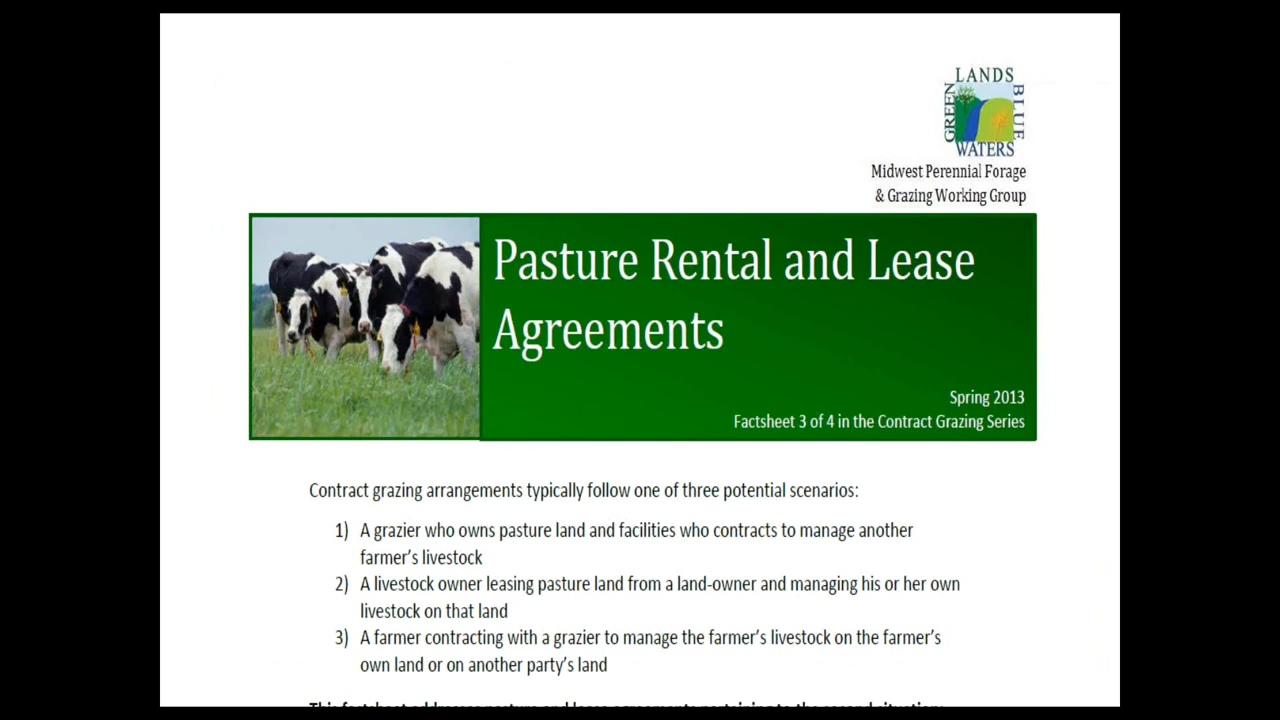 LANDS
GREEN
BLUE
WATERS
Midwest Perennial Forage
& Grazing Working Group
Pasture Rental and Lease
Agreements
Spring 2013
Factsheet 3 of 4 in the Contract Grazing Series
Contract grazing arrangements typically follow one of three potential scenarios:
1) A grazier who owns pasture land and facilities who contracts to manage another
farmer's livestock
2) A livestock owner leasing pasture land from a land-owner and managing his or her own
livestock on that land
3) A farmer contracting with a grazier to manage the farmer's livestock on the farmer's
own land or on another party's land